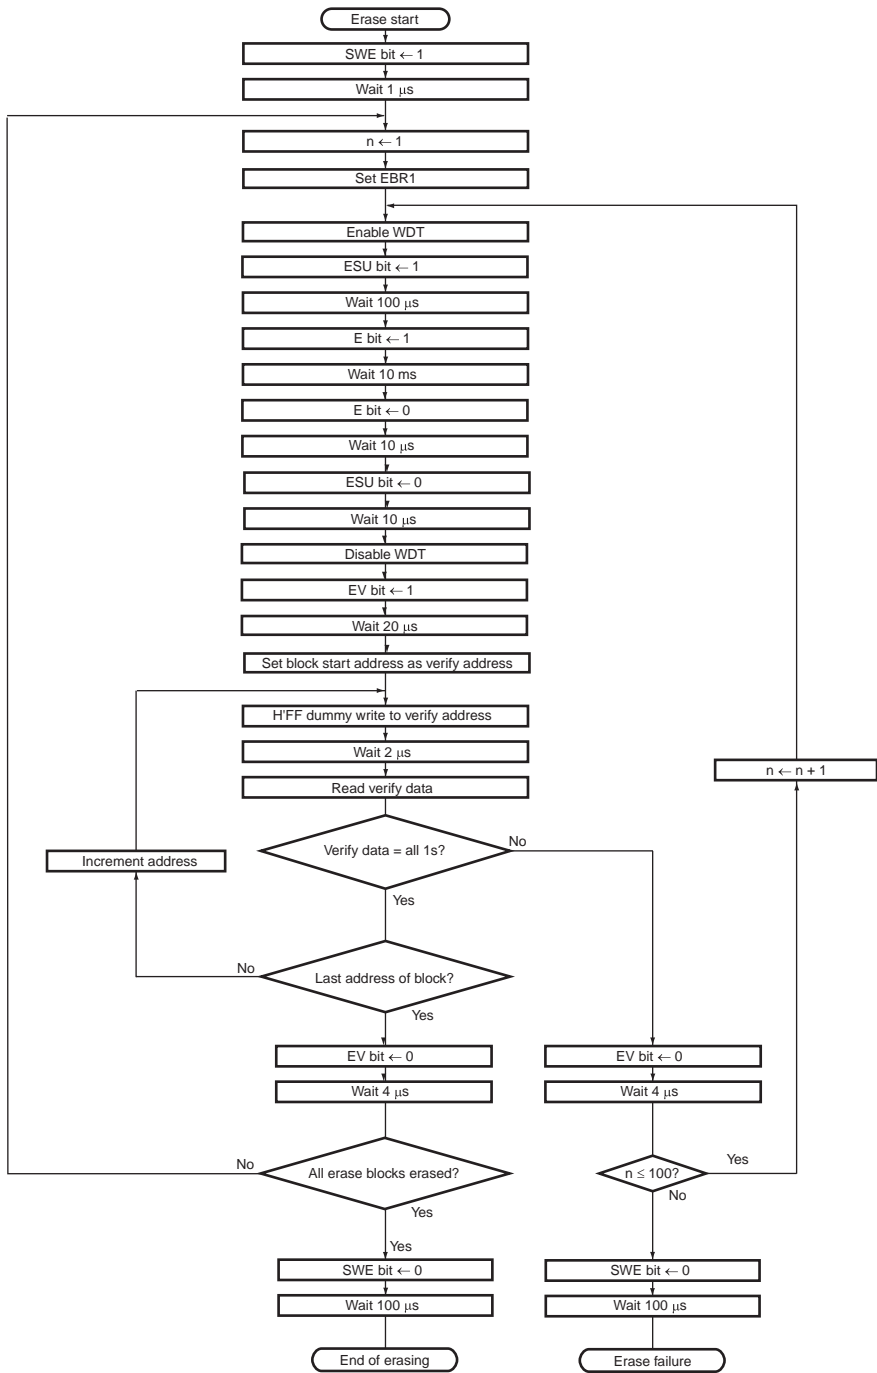 Erase start
SWE bit ← 1
Wait 1 μs
n ← 1
Set EBR1
Enable WDT
ESU bit ← 1
Wait 100 μs
E bit ← 1
Wait 10 ms
E bit ← 0
Wait 10 μs
ESU bit ← 0
Wait 10 μs
Disable WDT
EV bit ← 1
Wait 20 μs
Set block start address as verify address
H'FF dummy write to verify address
Wait 2 μs
n ← n + 1
Read verify data
No
Verify data = all 1s?
Increment address
Yes
No
Last address of block?
Yes
EV bit ← 0
EV bit ← 0
Wait 4 μs
Wait 4 μs
No
All erase blocks erased?
n ≤ 100?
Yes
No
Yes
Yes
SWE bit ← 0
SWE bit ← 0
Wait 100 μs
Wait 100 μs
End of erasing
Erase failure